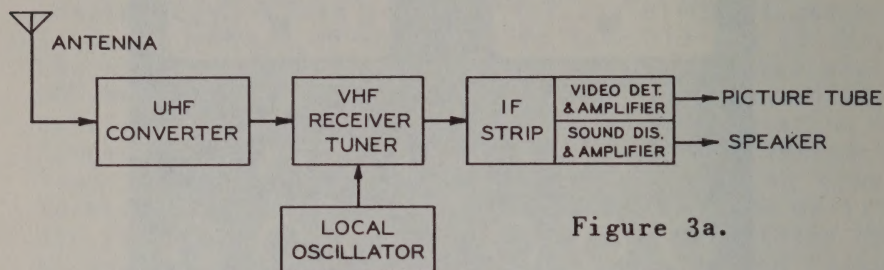 ANTENNA
UHF
CONVERTER
VHF
RECEIVER
TUNER
IF
STRIP
VIDEO DET.
& AMPLIFIER
SOUND DIS.
& AMPLIFIER
PICTURE TUBE
SPEAKER
LOCAL
OSCILLATOR
Figure 3a.